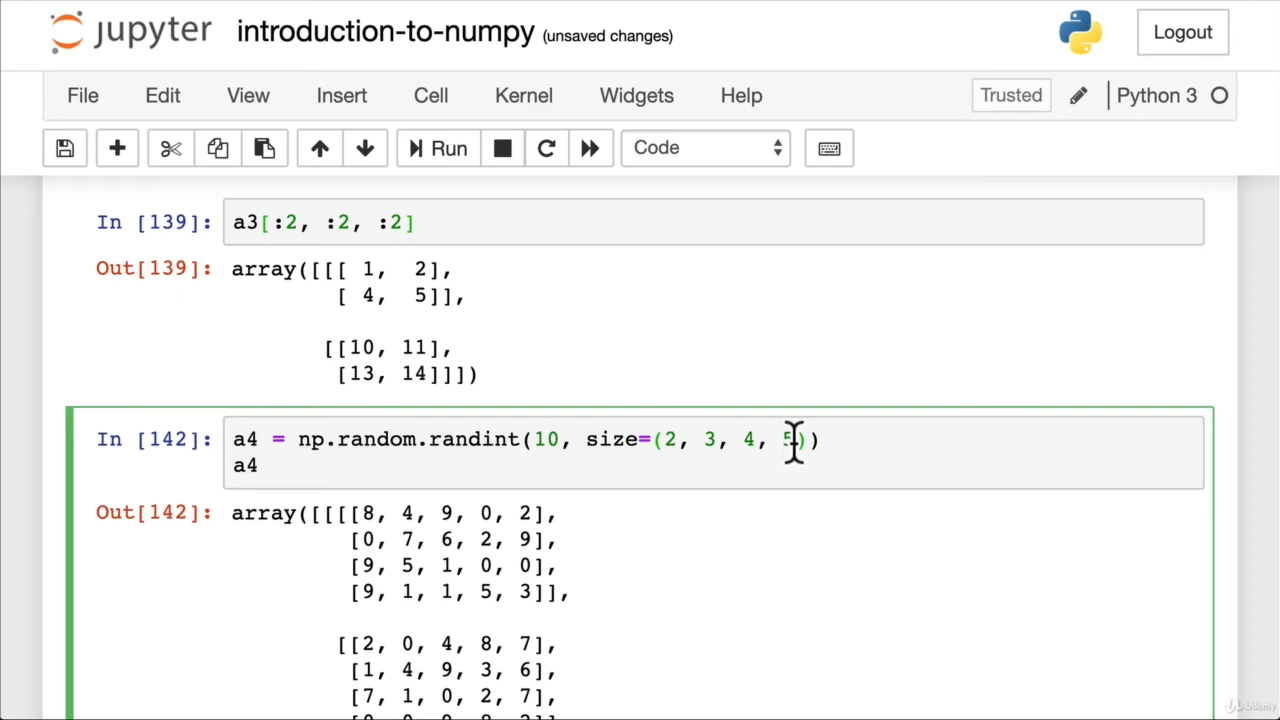 jupyter introduction-to-numpy (unsaved changes) Logout
File Edit View Insert Cell Kernel Widgets Help Trusted Python 3
Run Code
In [139]: a3[:2, :2, :2]
Out[139]: array([[[ 1,  2],
[ 4,  5]],
[[10, 11],
[13, 14]]])
In [142]: a4 = np.random.randint(10, size=(2, 3, 4, 5))
a4
Out[142]: array([[[[8, 4, 9, 0, 2],
[0, 7, 6, 2, 9],
[9, 5, 1, 0, 0],
[9, 1, 1, 5, 3]],
[[2, 0, 4, 8, 7],
[1, 4, 9, 3, 6],
[7, 1, 0, 2, 7],
Udemy